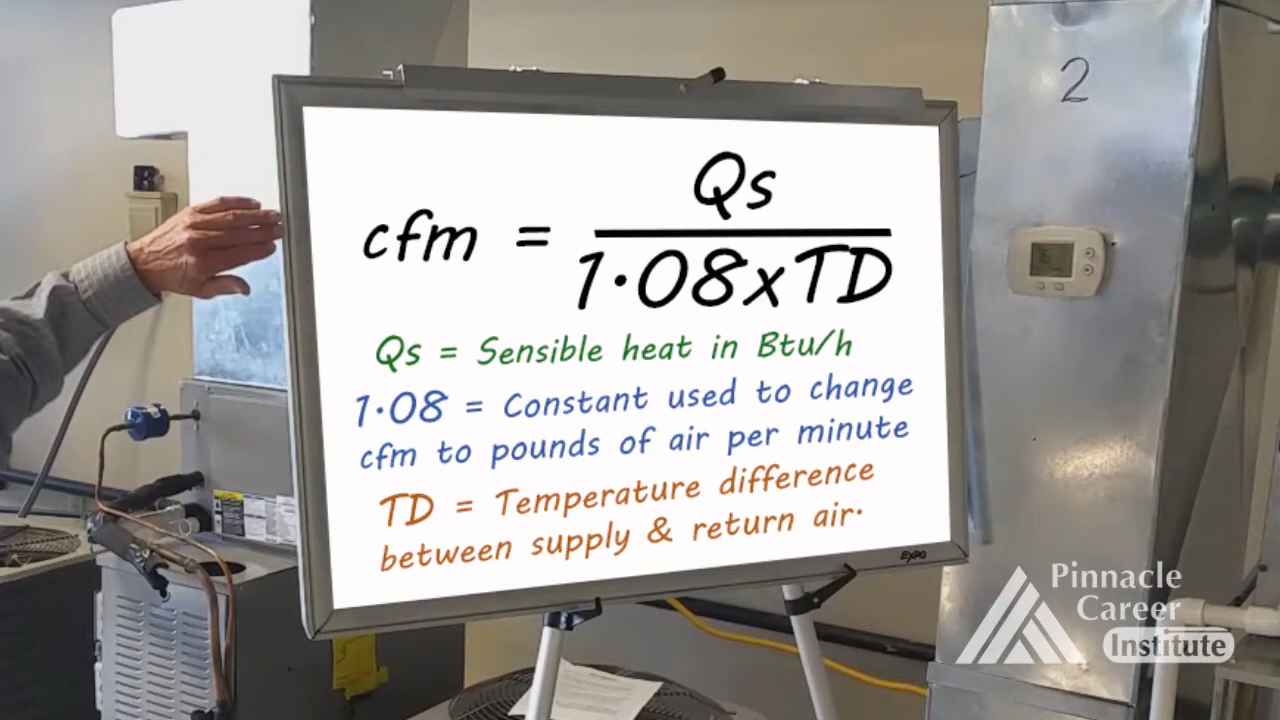 2
cfm = Qs
1.08xTD
Qs = Sensible heat in Btu/h
1.08 = Constant used to change
cfm to pounds of air per minute
TD = Temperature difference
between supply & return air.
EXPO
Pinnacle
Career
Institute